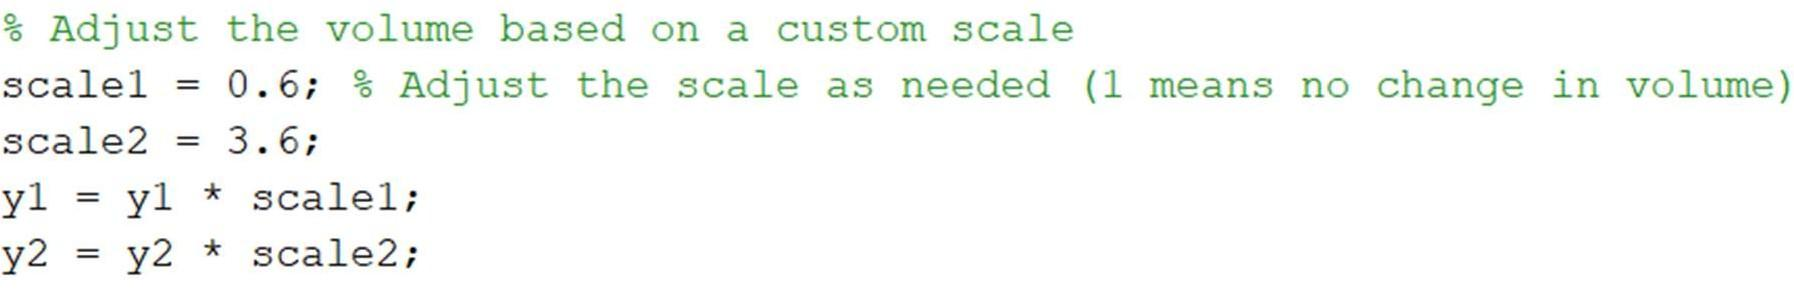 % Adjust the volume based on a custom scale
scale1 = 0.6; % Adjust the scale as needed (1 means no change in volume)
scale2 = 3.6;
y1 = y1 * scale1;
y2 = y2 * scale2;